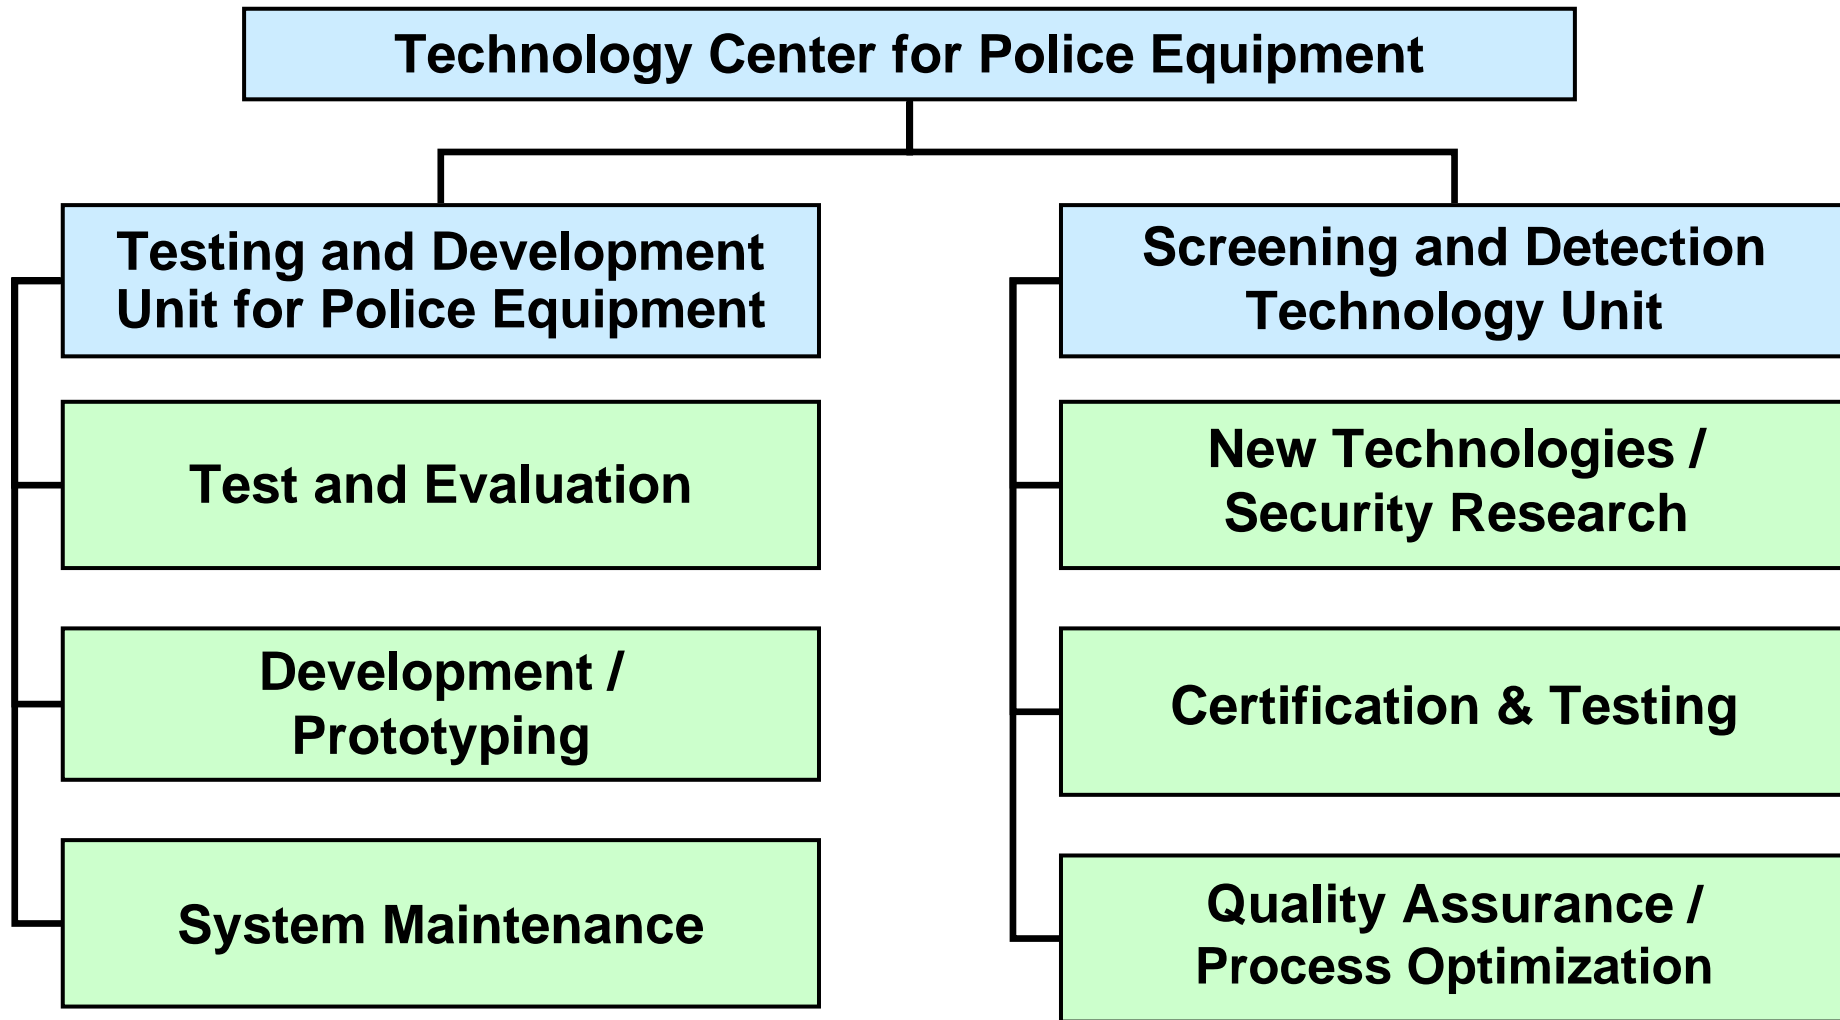 Technology Center for Police Equipment
Testing and Development
Unit for Police Equipment
Test and Evaluation
Development /
Prototyping
System Maintenance
Screening and Detection
Technology Unit
New Technologies /
Security Research
Certification & Testing
Quality Assurance /
Process Optimization